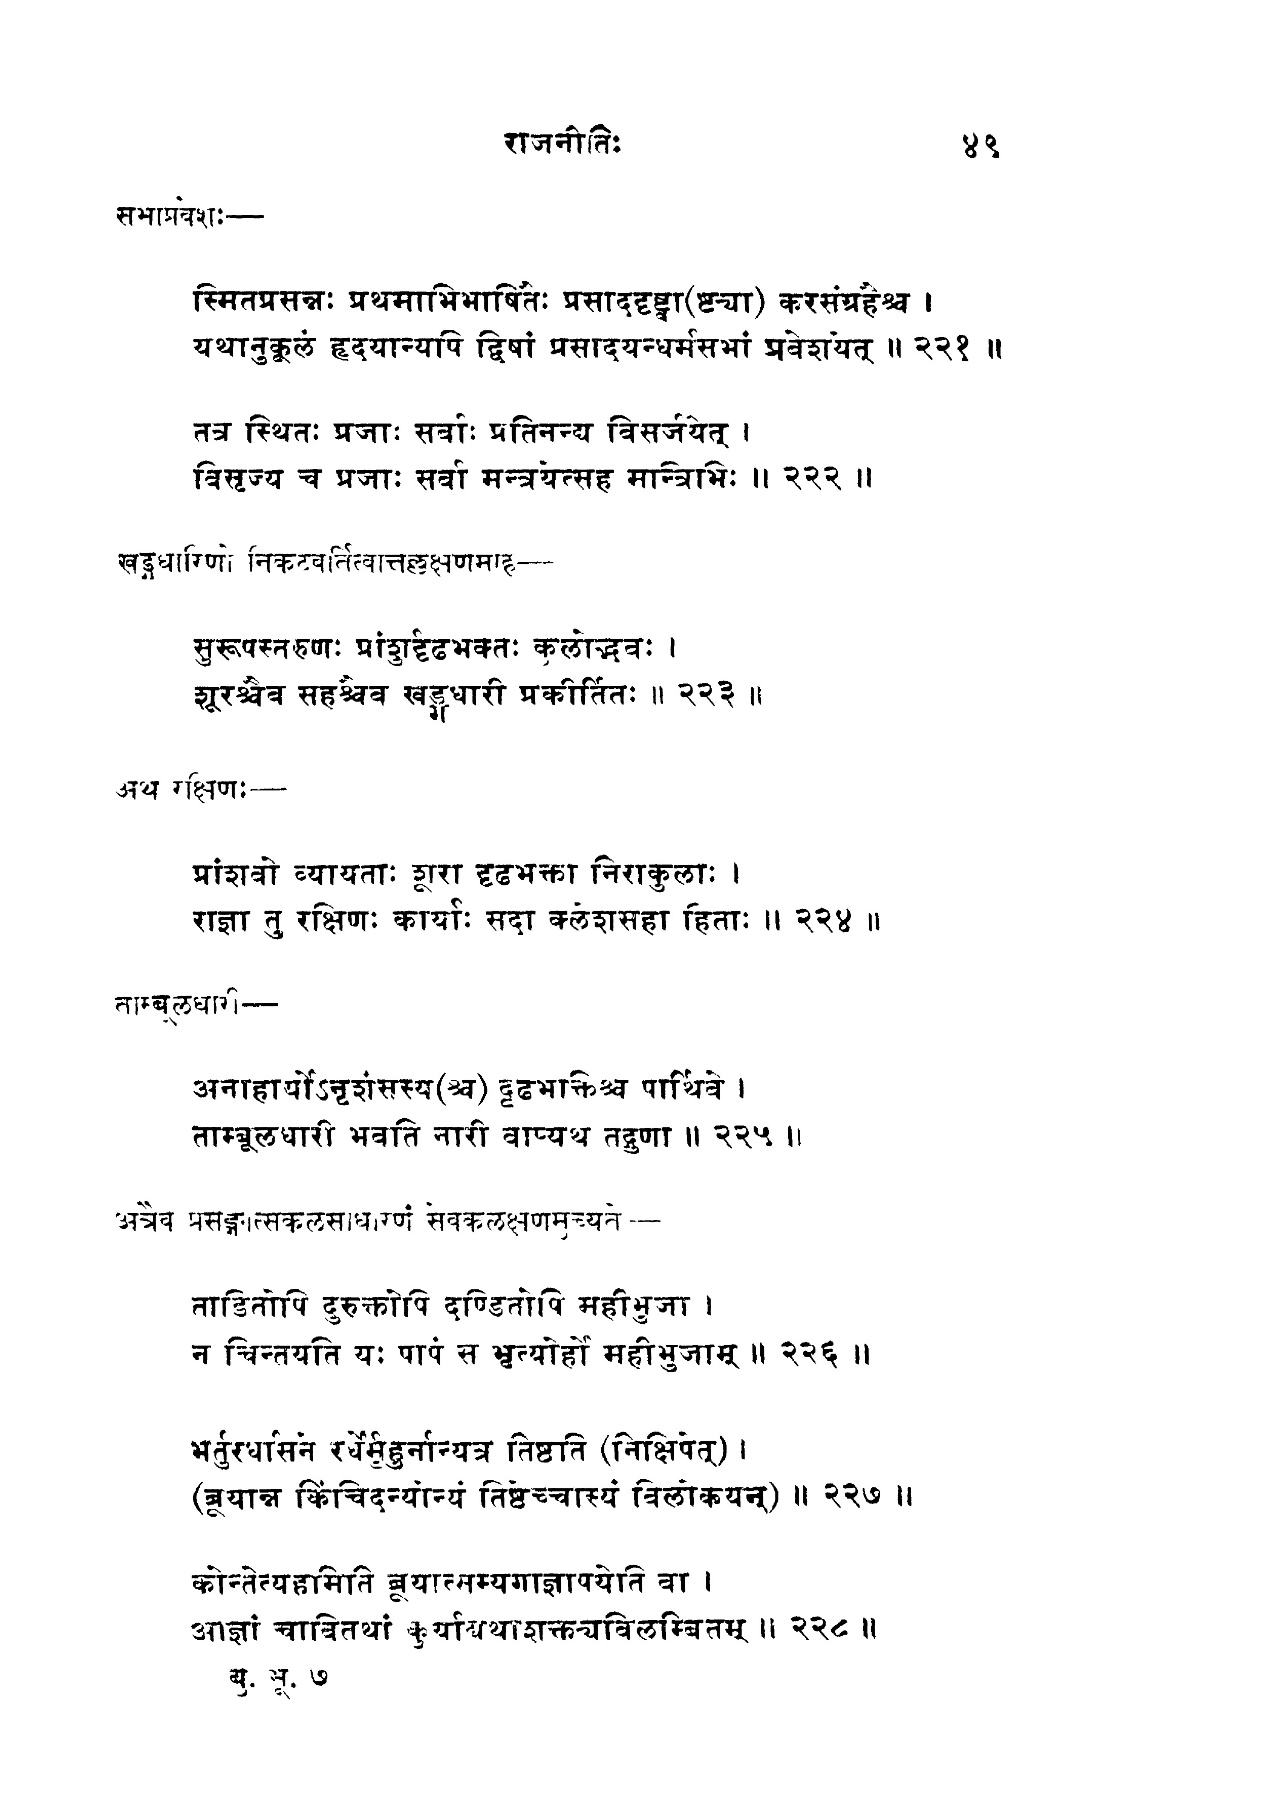 राजनीतिः ४९
सभाप्रवेशः—
स्मितप्रसन्नः प्रथमाभिभाषितैः प्रसाददृष्ट्वा(ष्ट्या) करसंग्रहैश्च ।
यथानुकूलं हृदयान्यपि द्विषां प्रसादयन्धर्मसभां प्रवेशयेत् ॥ २२१ ॥
तत्र स्थितः प्रजाः सर्वाः प्रतिनन्द्य विसर्जयेत् ।
विसृज्य च प्रजाः सर्वा मन्त्रयेत्सह मन्त्रिभिः ॥ २२२ ॥
खड्गधारिणो निकटवर्तित्वात्तल्लक्षणमाह—
सुरूपस्तरुणः प्रांशुर्दृढभक्तः कुलोद्भवः ।
शूरश्चैव सहश्चैव खड्गधारी प्रकीर्तितः ॥ २२३ ॥
अथ रक्षिणः—
प्रांशवो व्यायताः शूरा दृढभक्ता निराकुलाः ।
राज्ञा तु रक्षिणः कार्याः सदा क्लेशसहा हिताः ॥ २२४ ॥
ताम्बूलधारी—
अनाहार्योऽनृशंसस्य(श्च) दृढभक्तिश्च पार्थिवे ।
ताम्बूलधारी भवति नारी वाप्यथ तद्गुणा ॥ २२५ ॥
अत्रैव प्रसङ्गात्सकलसाधारणं सेवकलक्षणमुच्यते—
ताडितोपि दुरुक्तोपि दण्डितोपि महीभुजा ।
न चिन्तयति यः पापं स भृत्योर्हो महीभुजाम् ॥ २२६ ॥
भर्तुरर्धासने तिष्ठति (निक्षिपेत्) ।
(ब्रूयान्न किंचिदन्योन्यं तिष्ठेच्चास्यं विलोकयन्) ॥ २२७ ॥
कोन्तेत्यहमिति ब्रूयात्सम्यगाज्ञापयेति वा ।
आज्ञां चावितथां कुर्याद्यथाशक्त्यविलम्बितम् ॥ २२८ ॥
यु. भू. ७